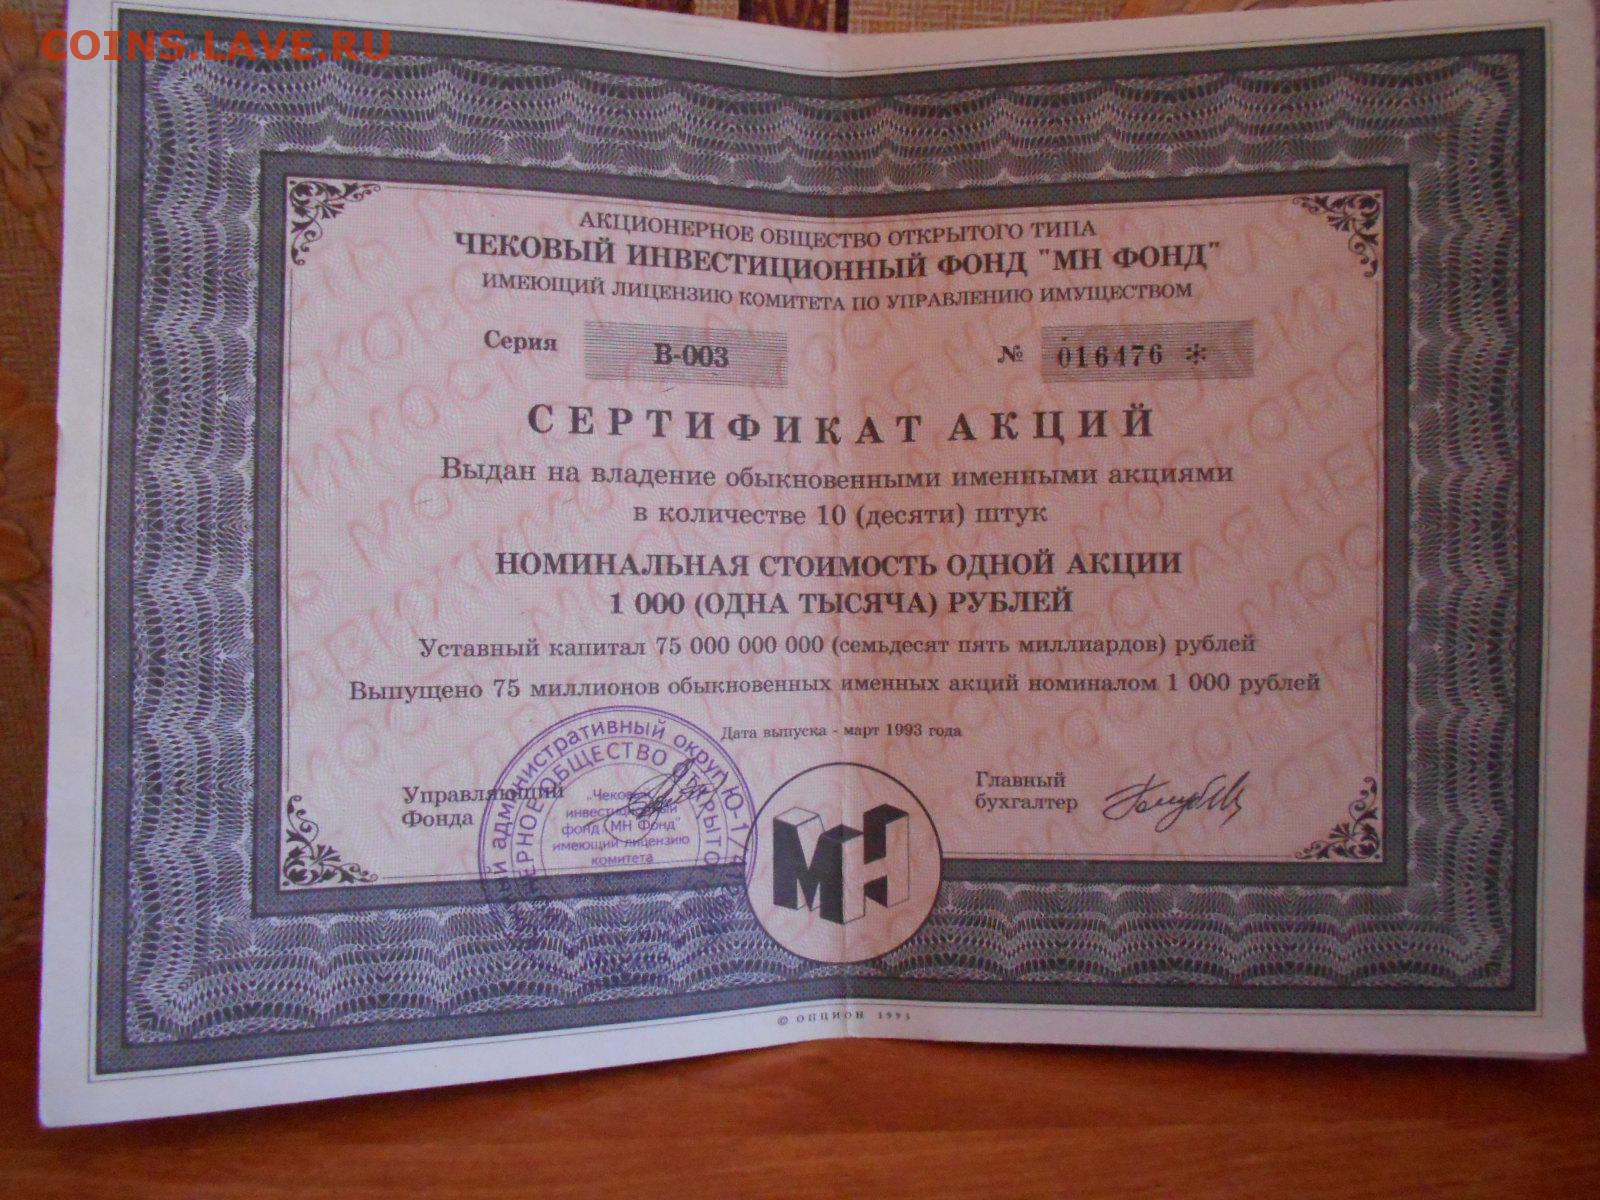 COINS.LAVE.RU
АКЦИОНЕРНОЕ ОБЩЕСТВО ОТКРЫТОГО ТИПА
ЧЕКОВЫЙ ИНВЕСТИЦИОННЫЙ ФОНД "МН ФОНД"
ИМЕЮЩИЙ ЛИЦЕНЗИЮ КОМИТЕТА ПО УПРАВЛЕНИЮ ИМУЩЕСТВОМ
Серия В-003 № 016476 *
СЕРТИФИКАТ АКЦИЙ
Выдан на владение обыкновенными именными акциями
в количестве 10 (десяти) штук
НОМИНАЛЬНАЯ СТОИМОСТЬ ОДНОЙ АКЦИИ
1 000 (ОДНА ТЫСЯЧА) РУБЛЕЙ
Уставный капитал 75 000 000 000 (семьдесят пять миллиардов) рублей
Выпущено 75 миллионов обыкновенных именных акций номиналом 1 000 рублей
Дата выпуска - март 1993 года
Управляющий
Фонда
административный округ
ОБЩЕСТВО
инвестиционный
фонд "МН Фонд"
имеющий лицензию
комитета
МН
Главный
бухгалтер
© ОПЦИОН 1993